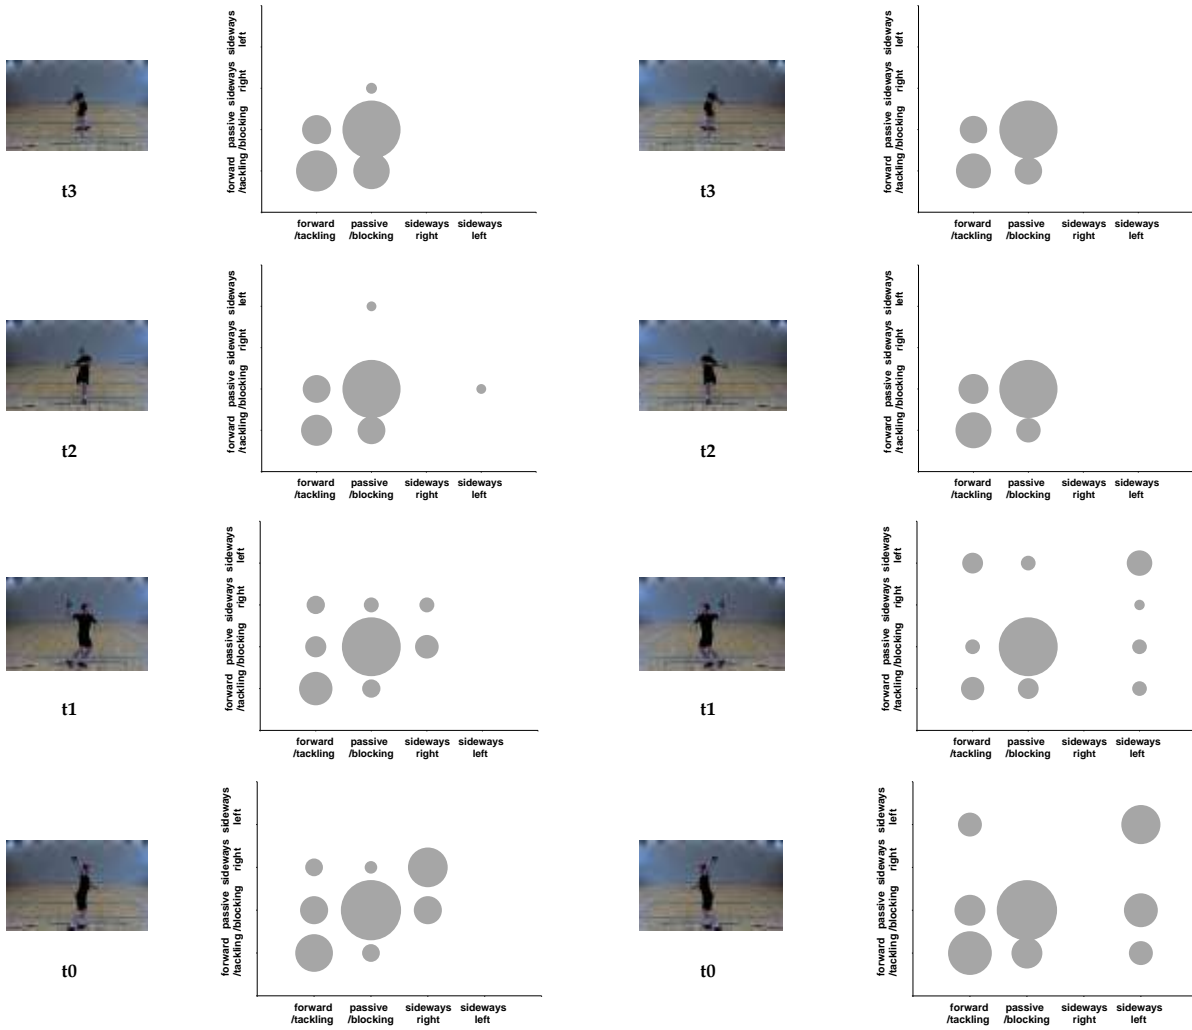 t3
forward passive sideways sideways
/tackling /blocking right left
forward passive sideways sideways
/tackling /blocking right left
t3
forward passive sideways sideways
/tackling /blocking right left
forward passive sideways sideways
/tackling /blocking right left
t2
forward passive sideways sideways
/tackling /blocking right left
forward passive sideways sideways
/tackling /blocking right left
t2
forward passive sideways sideways
/tackling /blocking right left
forward passive sideways sideways
/tackling /blocking right left
t1
forward passive sideways sideways
/tackling /blocking right left
forward passive sideways sideways
/tackling /blocking right left
t1
forward passive sideways sideways
/tackling /blocking right left
forward passive sideways sideways
/tackling /blocking right left
t0
forward passive sideways sideways
/tackling /blocking right left
forward passive sideways sideways
/tackling /blocking right left
t0
forward passive sideways sideways
/tackling /blocking right left
forward passive sideways sideways
/tackling /blocking right left